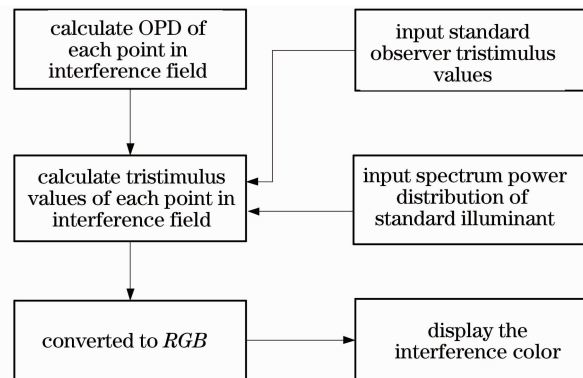 calculate OPD of
each point in
interference field
input standard
observer tristimulus
values
calculate tristimulus
values of each point in
interference field
input spectrum power
distribution of
standard illuminant
converted to RGB
display the
interference color